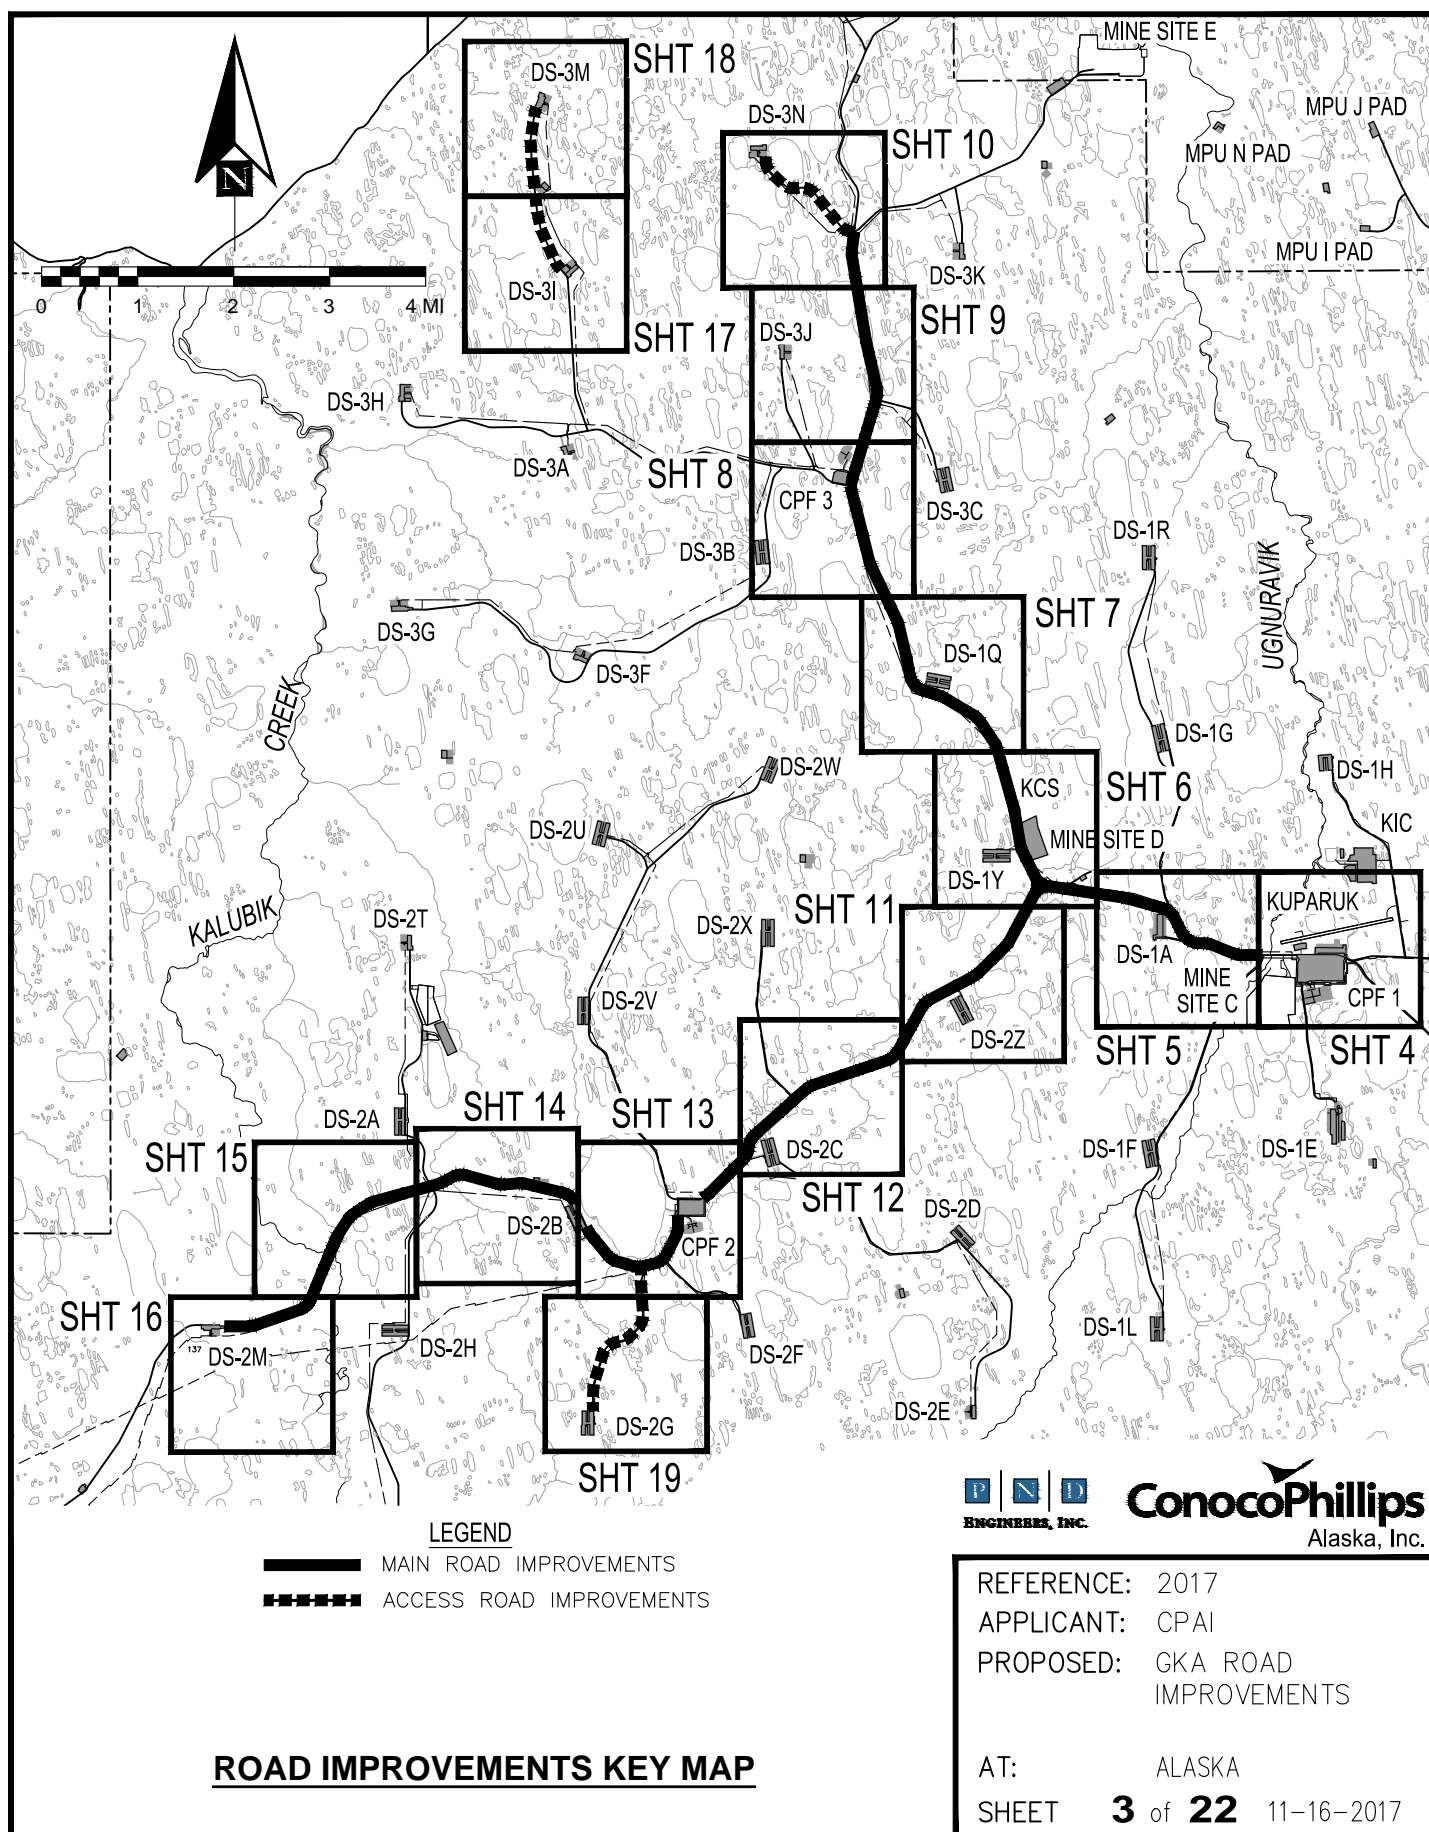 MINE SITE E
SHT 18
DS-3M
MPU J PAD
DS-3N
SHT 10
MPU N PAD
N
MPU I PAD
DS-3K
DS-3I
0 1 2 3 4 MI
SHT 9
SHT 17
DS-3J
DS-3H
DS-3A
SHT 8
CPF 3
DS-3C
DS-3B
DS-1R
SHT 7
UGNURAVIK
DS-3G
DS-1Q
DS-3F
CREEK
DS-1G
DS-2W
DS-1H
KCS
SHT 6
DS-2U
KIC
MINE SITE D
DS-1Y
KALUBIK
SHT 11
KUPARUK
DS-2T
DS-2X
DS-1A
MINE
SITE C
CPF 1
DS-2V
DS-2Z
SHT 5
SHT 4
DS-2A
SHT 14
SHT 13
SHT 15
DS-2C
DS-1F
DS-1E
SHT 12
DS-2B
DS-2D
CPF 2
SHT 16
137
DS-2M
DS-2H
DS-2F
DS-1L
DS-2G
DS-2E
SHT 19
P N D
ENGINEERS, INC.
ConocoPhillips
Alaska, Inc.
LEGEND
MAIN ROAD IMPROVEMENTS
ACCESS ROAD IMPROVEMENTS
REFERENCE: 2017
APPLICANT: CPAI
PROPOSED: GKA ROAD
IMPROVEMENTS
ROAD IMPROVEMENTS KEY MAP
AT: ALASKA
SHEET 3 of 22 11-16-2017